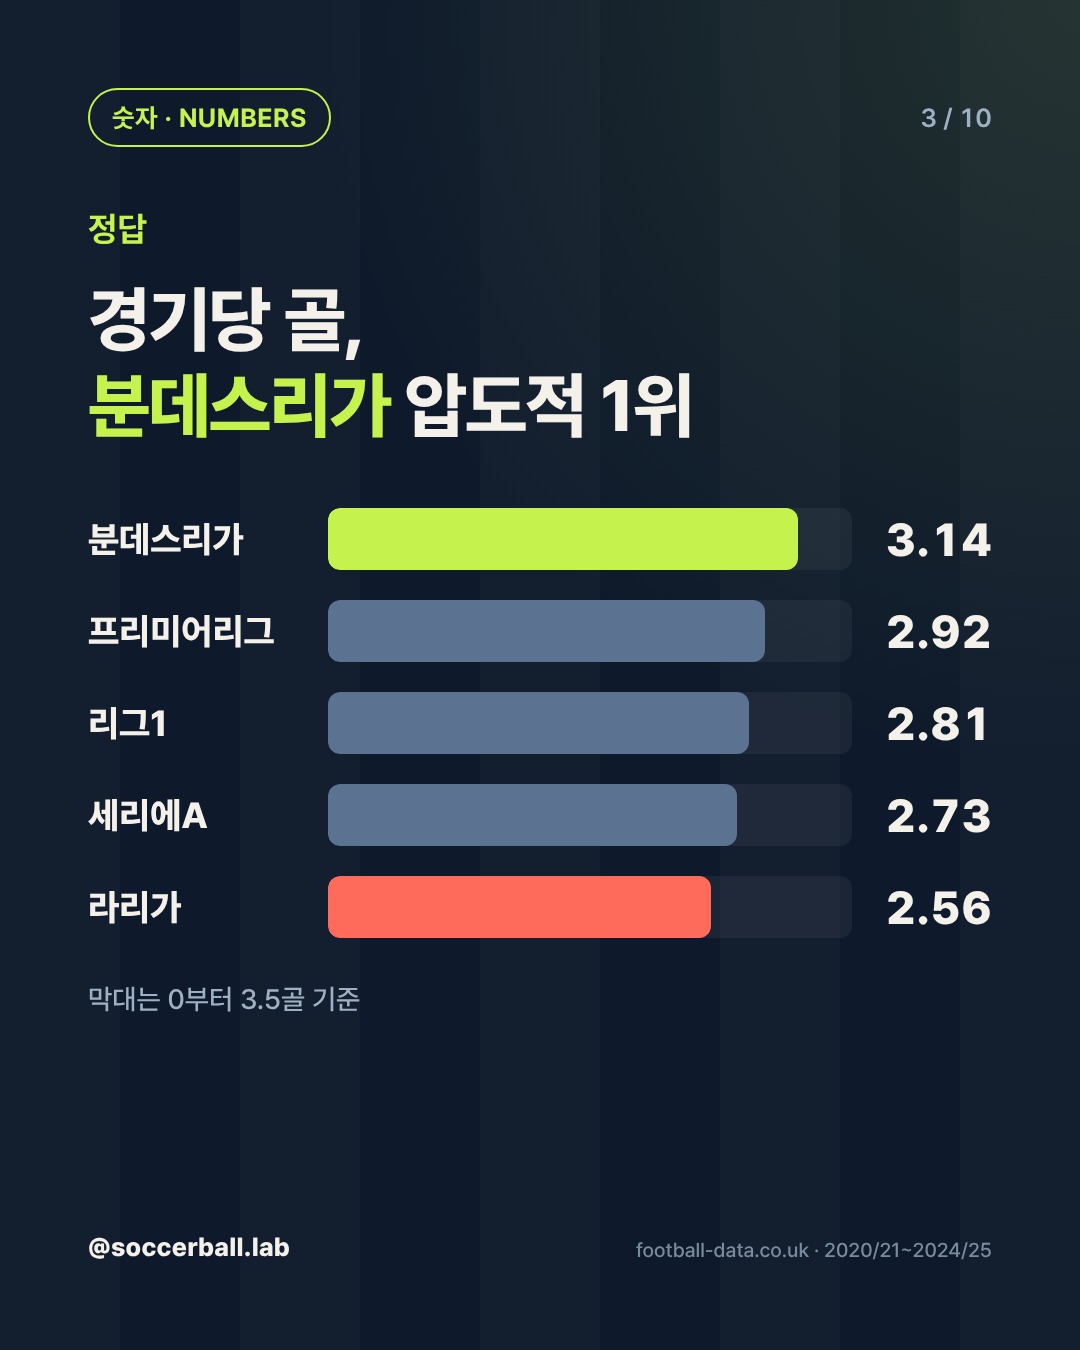 숫자 · NUMBERS
3 / 10
정답
경기당 골,
분데스리가 압도적 1위
분데스리가 3.14
프리미어리그 2.92
리그1 2.81
세리에A 2.73
라리가 2.56
막대는 0부터 3.5골 기준
@soccerball.lab
football-data.co.uk · 2020/21~2024/25